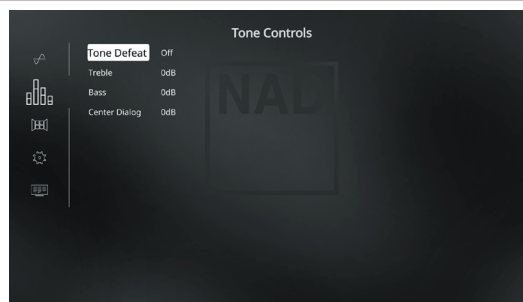 Tone Controls
Tone Defeat Off
Treble 0dB
Bass 0dB
Center Dialog 0dB
NAD